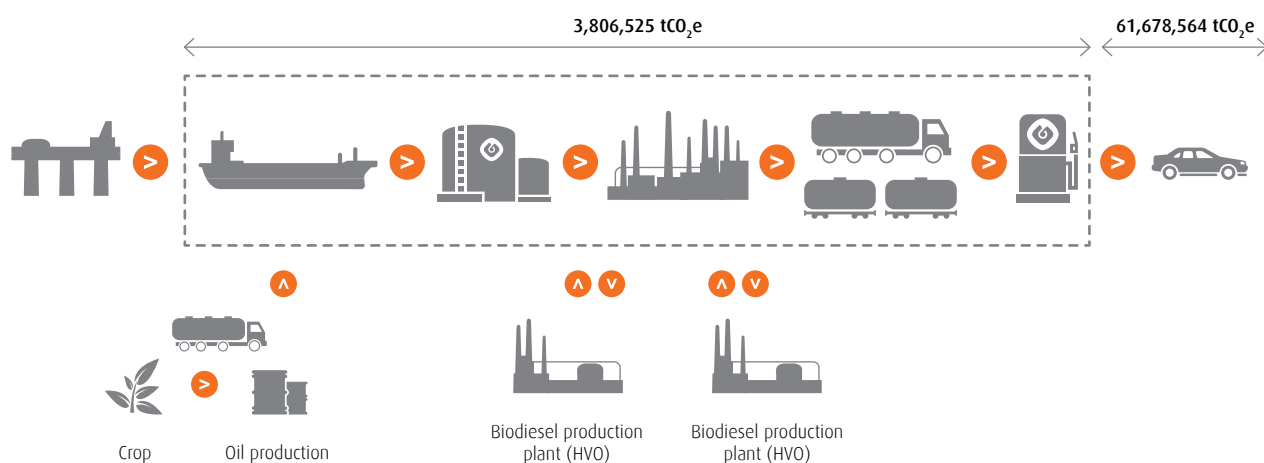 3,806,525 tCO₂e
61,678,564 tCO₂e
Crop
Oil production
Biodiesel production
plant (HVO)
Biodiesel production
plant (HVO)